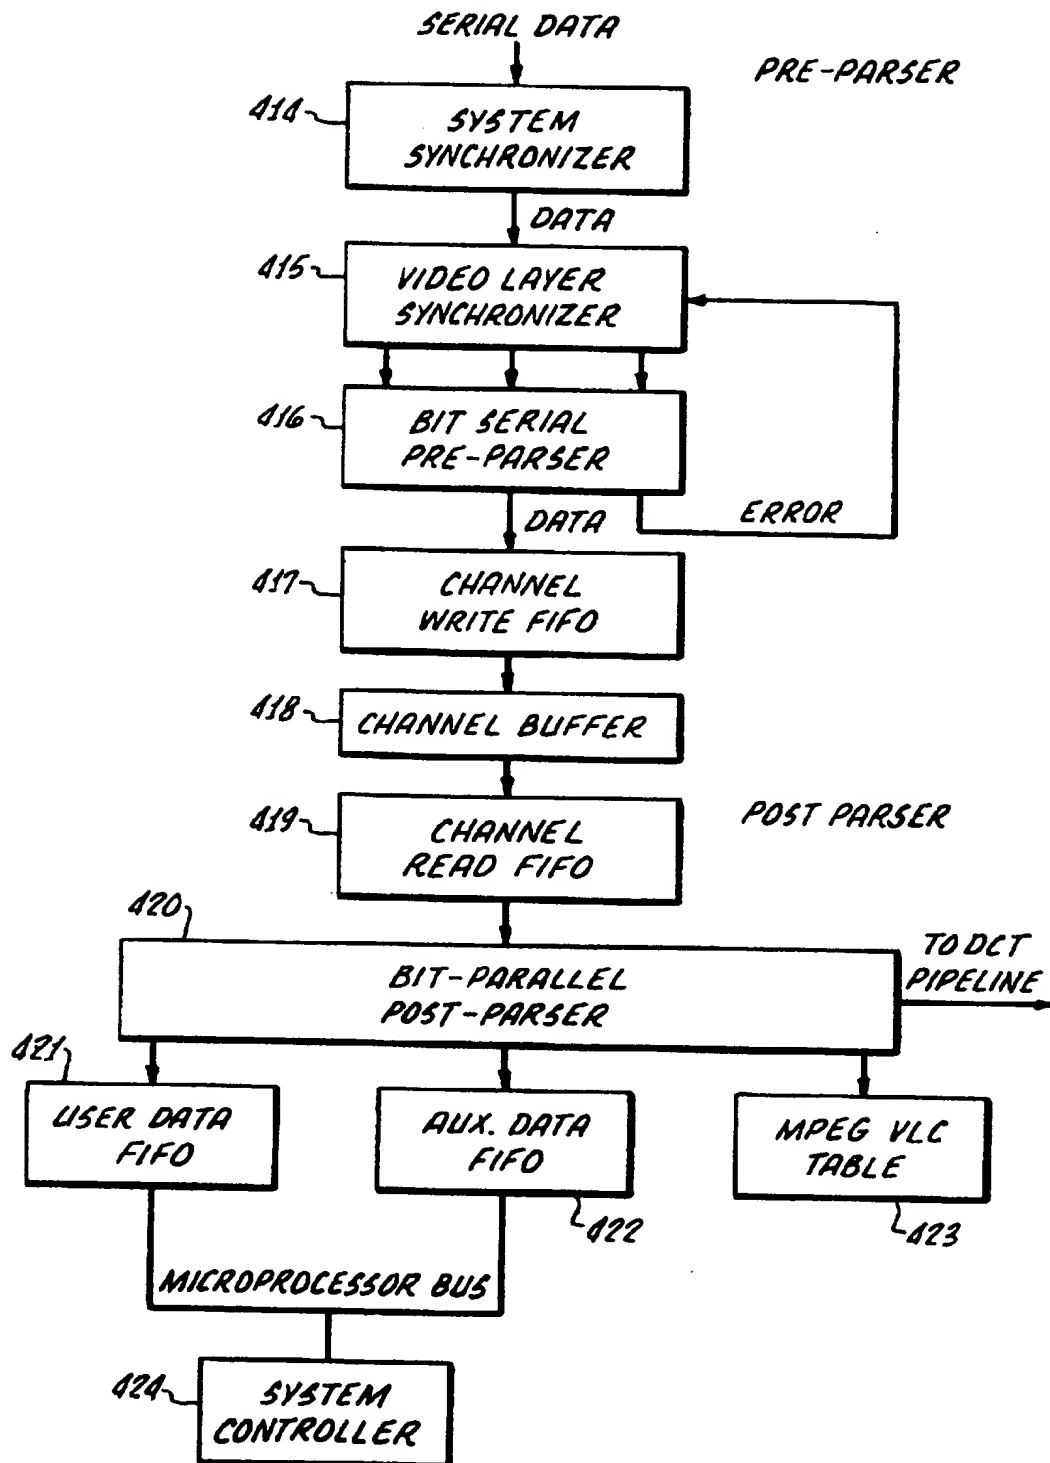 SERIAL DATA
PRE-PARSER
414
SYSTEM
SYNCHRONIZER
DATA
415
VIDEO LAYER
SYNCHRONIZER
416
BIT SERIAL
PRE-PARSER
DATA
ERROR
417
CHANNEL
WRITE FIFO
418
CHANNEL BUFFER
419
CHANNEL
READ FIFO
POST PARSER
420
BIT-PARALLEL
POST-PARSER
TO DCT
PIPELINE
421
USER DATA
FIFO
AUX. DATA
FIFO
422
MPEG VLC
TABLE
423
MICROPROCESSOR BUS
424
SYSTEM
CONTROLLER